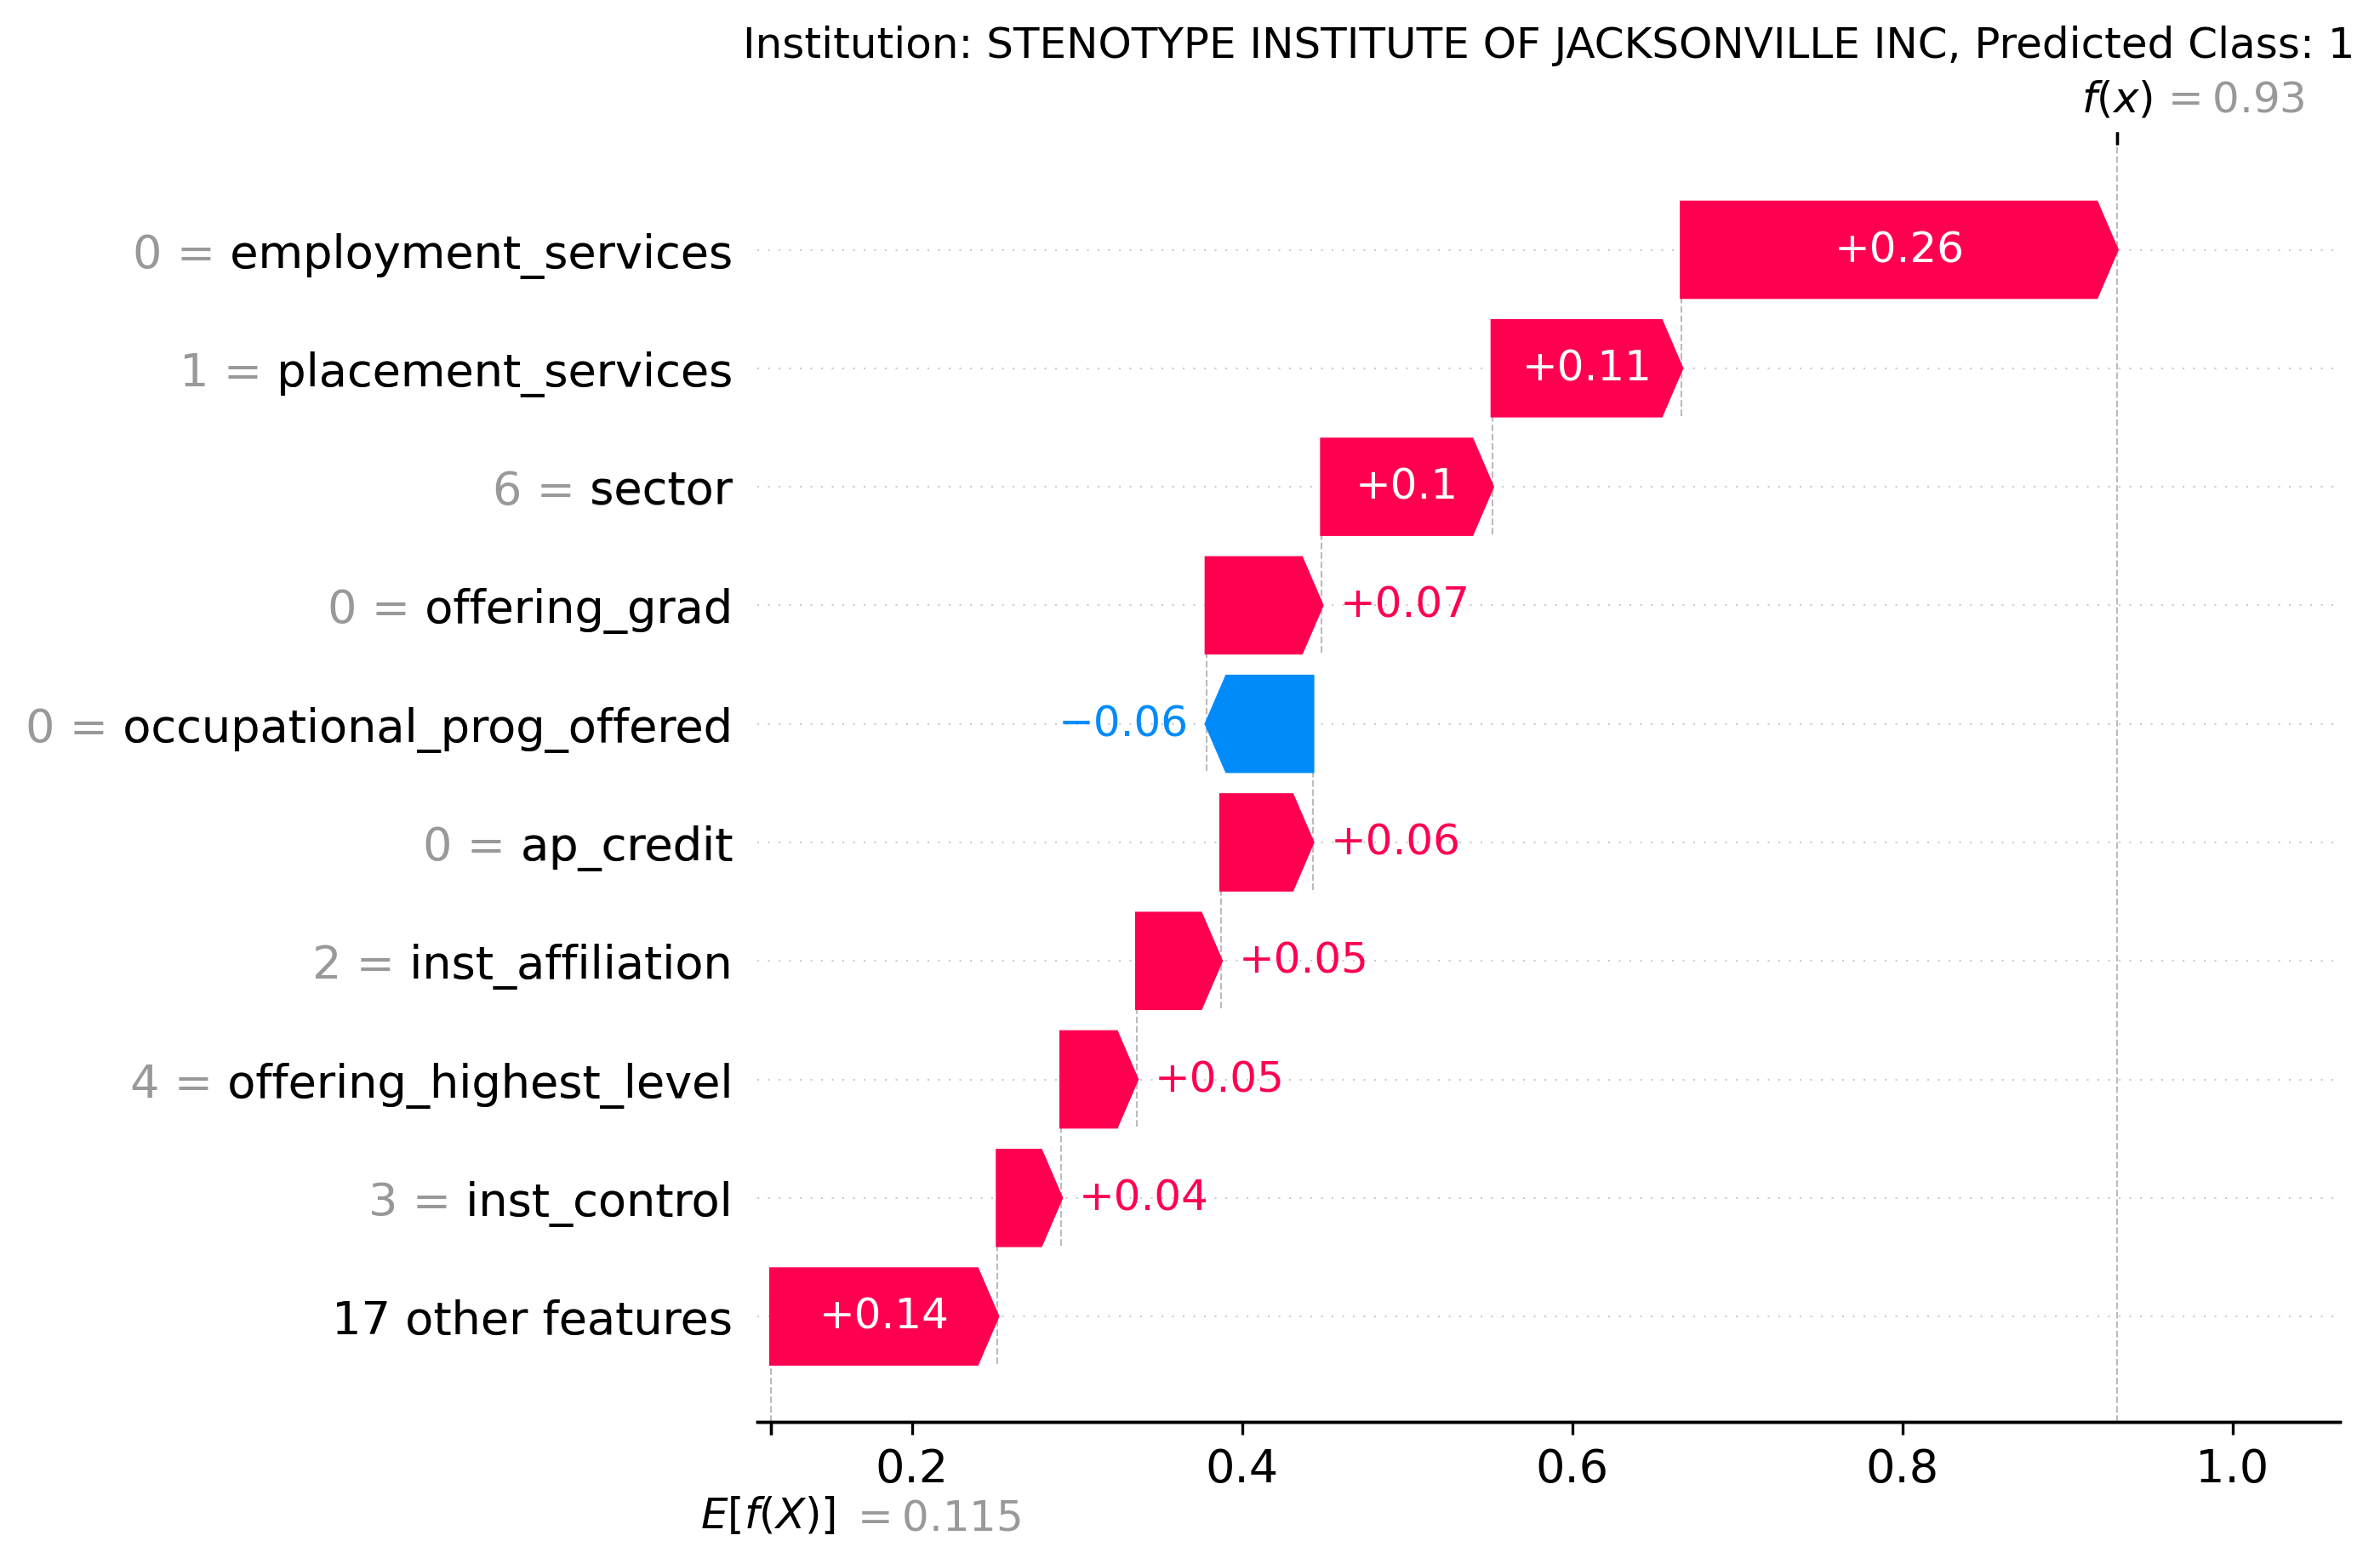 Institution: STENOTYPE INSTITUTE OF JACKSONVILLE INC, Predicted Class: 1
f(x) = 0.93
0 = employment_services +0.26
1 = placement_services +0.11
6 = sector +0.1
0 = offering_grad +0.07
0 = occupational_prog_offered −0.06
0 = ap_credit +0.06
2 = inst_affiliation +0.05
4 = offering_highest_level +0.05
3 = inst_control +0.04
17 other features +0.14
0.2 0.4 0.6 0.8 1.0
E[f(X)] = 0.115